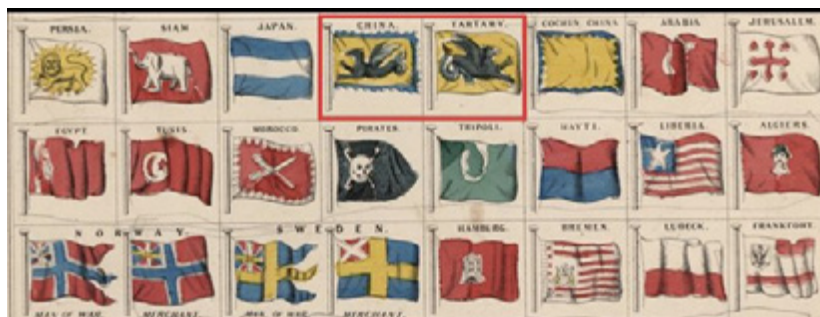 PERSIA. SIAM JAPAN. CHINA. TARTARY. COCHIN CHINA ARABIA JERUSALEM.
EGYPT. TUNIS. MOROCCO. PIRATES. TRIPOLI. HAYTI. LIBERIA. ALGIERS.
NORWAY. SWEDEN. HAMBURG. BREMEN. LUBECK. FRANKFORT.
MAN OF WAR. MERCHANT. MAN OF WAR. MERCHANT.